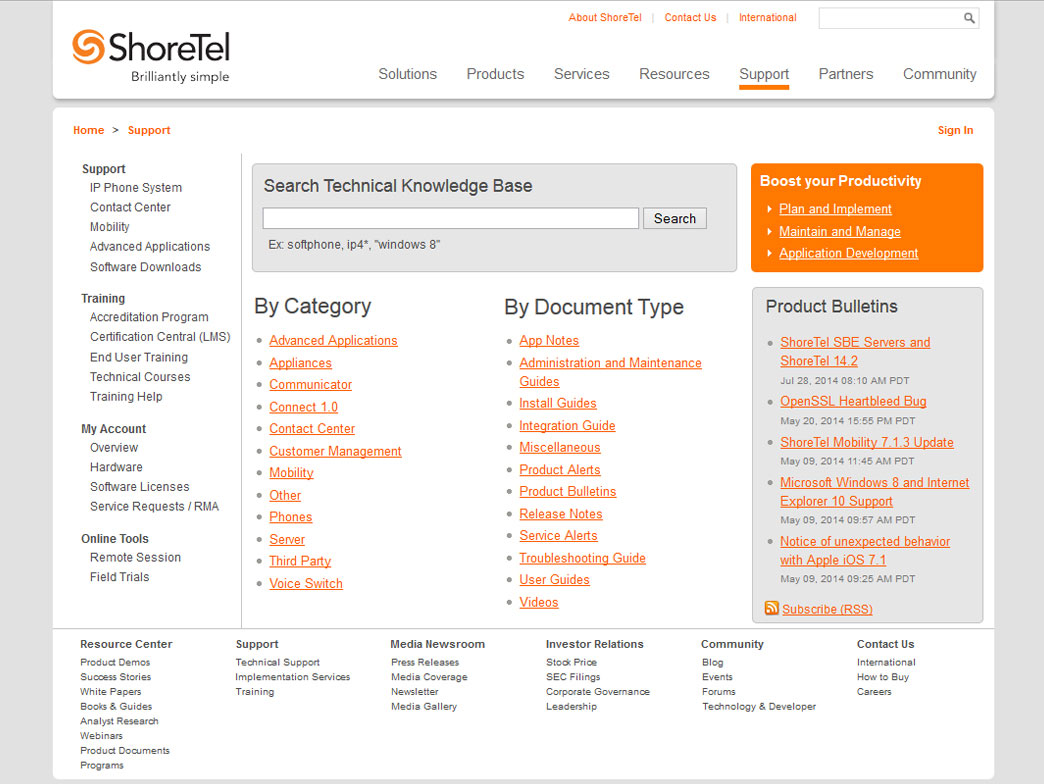 About ShoreTel | Contact Us | International
ShoreTel
Brilliantly simple
Solutions Products Services Resources Support Partners Community
Home > Support
Sign In
Support
IP Phone System
Contact Center
Mobility
Advanced Applications
Software Downloads
Training
Accreditation Program
Certification Central (LMS)
End User Training
Technical Courses
Training Help
My Account
Overview
Hardware
Software Licenses
Service Requests / RMA
Online Tools
Remote Session
Field Trials
Search Technical Knowledge Base
Search
Ex: softphone, ip4*, "windows 8"
By Category
Advanced Applications
Appliances
Communicator
Connect 1.0
Contact Center
Customer Management
Mobility
Other
Phones
Server
Third Party
Voice Switch
By Document Type
App Notes
Administration and Maintenance
Guides
Install Guides
Integration Guide
Miscellaneous
Product Alerts
Product Bulletins
Release Notes
Service Alerts
Troubleshooting Guide
User Guides
Videos
Boost your Productivity
Plan and Implement
Maintain and Manage
Application Development
Product Bulletins
ShoreTel SBE Servers and
ShoreTel 14.2
Jul 28, 2014 08:10 AM PDT
OpenSSL Heartbleed Bug
May 20, 2014 15:55 PM PDT
ShoreTel Mobility 7.1.3 Update
May 09, 2014 11:45 AM PDT
Microsoft Windows 8 and Internet
Explorer 10 Support
May 09, 2014 09:57 AM PDT
Notice of unexpected behavior
with Apple iOS 7.1
May 09, 2014 09:25 AM PDT
Subscribe (RSS)
Resource Center
Product Demos
Success Stories
White Papers
Books & Guides
Analyst Research
Webinars
Product Documents
Programs
Support
Technical Support
Implementation Services
Training
Media Newsroom
Press Releases
Media Coverage
Newsletter
Media Gallery
Investor Relations
Stock Price
SEC Filings
Corporate Governance
Leadership
Community
Blog
Events
Forums
Technology & Developer
Contact Us
International
How to Buy
Careers